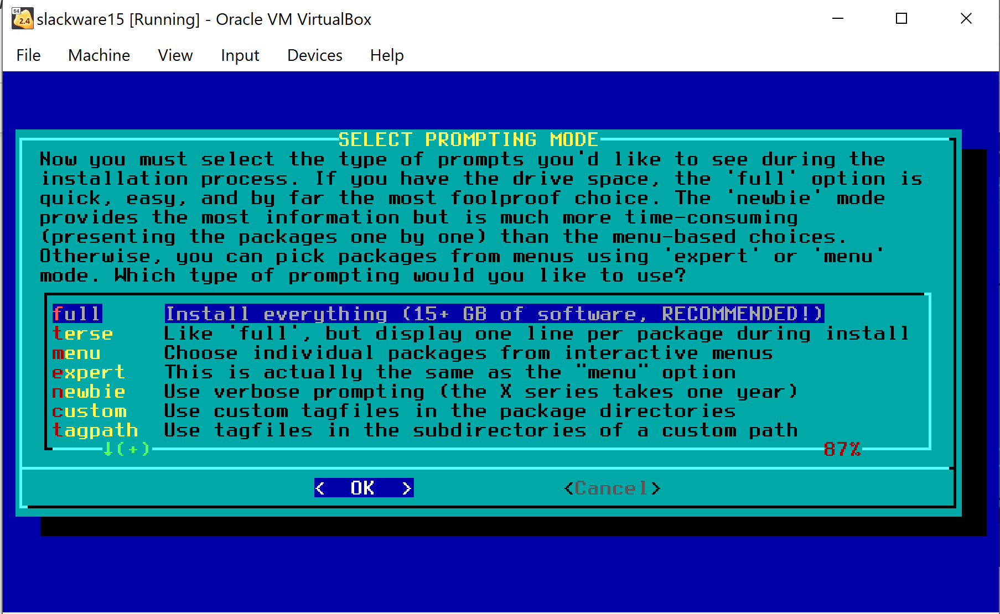 64
2.4
slackware15 [Running] - Oracle VM VirtualBox
File Machine View Input Devices Help
SELECT PROMPTING MODE
Now you must select the type of prompts you'd like to see during the
installation process. If you have the drive space, the 'full' option is
quick, easy, and by far the most foolproof choice. The 'newbie' mode
provides the most information but is much more time-consuming
(presenting the packages one by one) than the menu-based choices.
Otherwise, you can pick packages from menus using 'expert' or 'menu'
mode. Which type of prompting would you like to use?
full Install everything (15+ GB of software, RECOMMENDED!)
terse Like 'full', but display one line per package during install
menu Choose individual packages from interactive menus
expert This is actually the same as the "menu" option
newbie Use verbose prompting (the X series takes one year)
custom Use custom tagfiles in the package directories
tagpath Use tagfiles in the subdirectories of a custom path
↓(+) 87%
< OK > <Cancel>